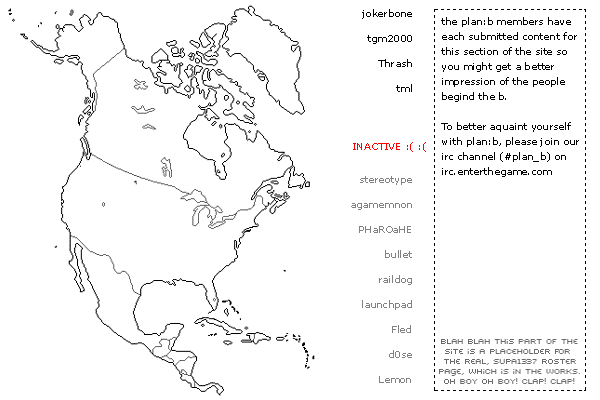 jokerbone
tgm2000
Thrash
tml
INACTIVE :( :(
stereotype
agamemnon
PHaROaHE
bullet
raildog
launchpad
Fled
d0se
Lemon
the plan:b members have
each submitted content for
this section of the site so
you might get a better
impression of the people
begind the b.
To better aquaint yourself
with plan:b, please join our
irc channel (#plan_b) on
irc.enterthegame.com
BLAH BLAH THIS PART OF THE
SITE IS A PLACEHOLDER FOR
THE REAL, SUPA1337 ROSTER
PAGE, WHICH IS IN THE WORKS.
OH BOY OH BOY! CLAP! CLAP!